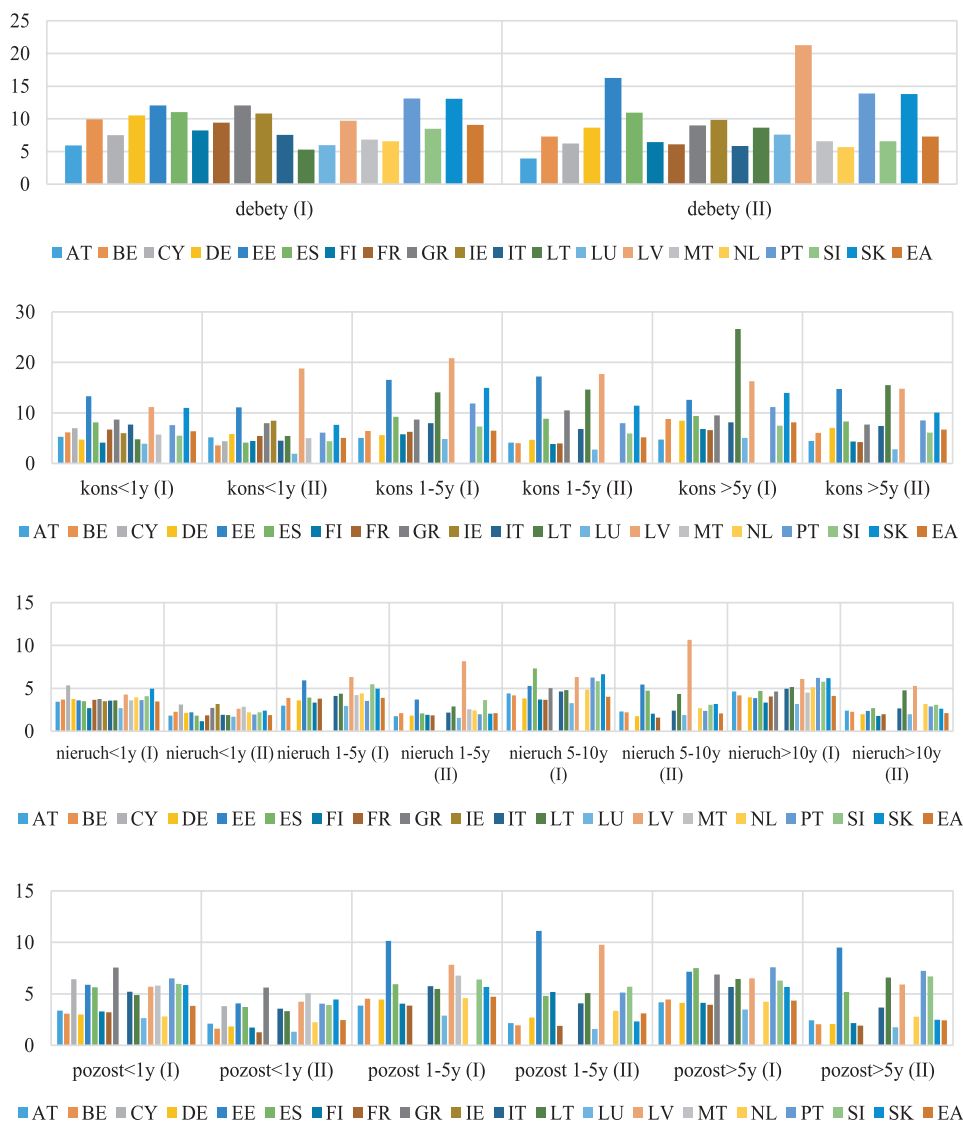 25
20
15
10
5
0
debety (I) debety (II)
AT BE CY DE EE ES FI FR GR IE IT LT LU LV MT NL PT SI SK EA
30
20
10
0
kons<1y (I) kons<1y (II) kons 1-5y (I) kons 1-5y (II) kons >5y (I) kons >5y (II)
AT BE CY DE EE ES FI FR GR IE IT LT LU LV MT NL PT SI SK EA
15
10
5
0
nieruch<1y (I) nieruch<1y (II) nieruch 1-5y (I) nieruch 1-5y (II) nieruch 5-10y (I) nieruch 5-10y (II) nieruch>10y (I) nieruch>10y (II)
AT BE CY DE EE ES FI FR GR IE IT LT LU LV MT NL PT SI SK EA
15
10
5
0
pozost<1y (I) pozost<1y (II) pozost 1-5y (I) pozost 1-5y (II) pozost>5y (I) pozost>5y (II)
AT BE CY DE EE ES FI FR GR IE IT LT LU LV MT NL PT SI SK EA